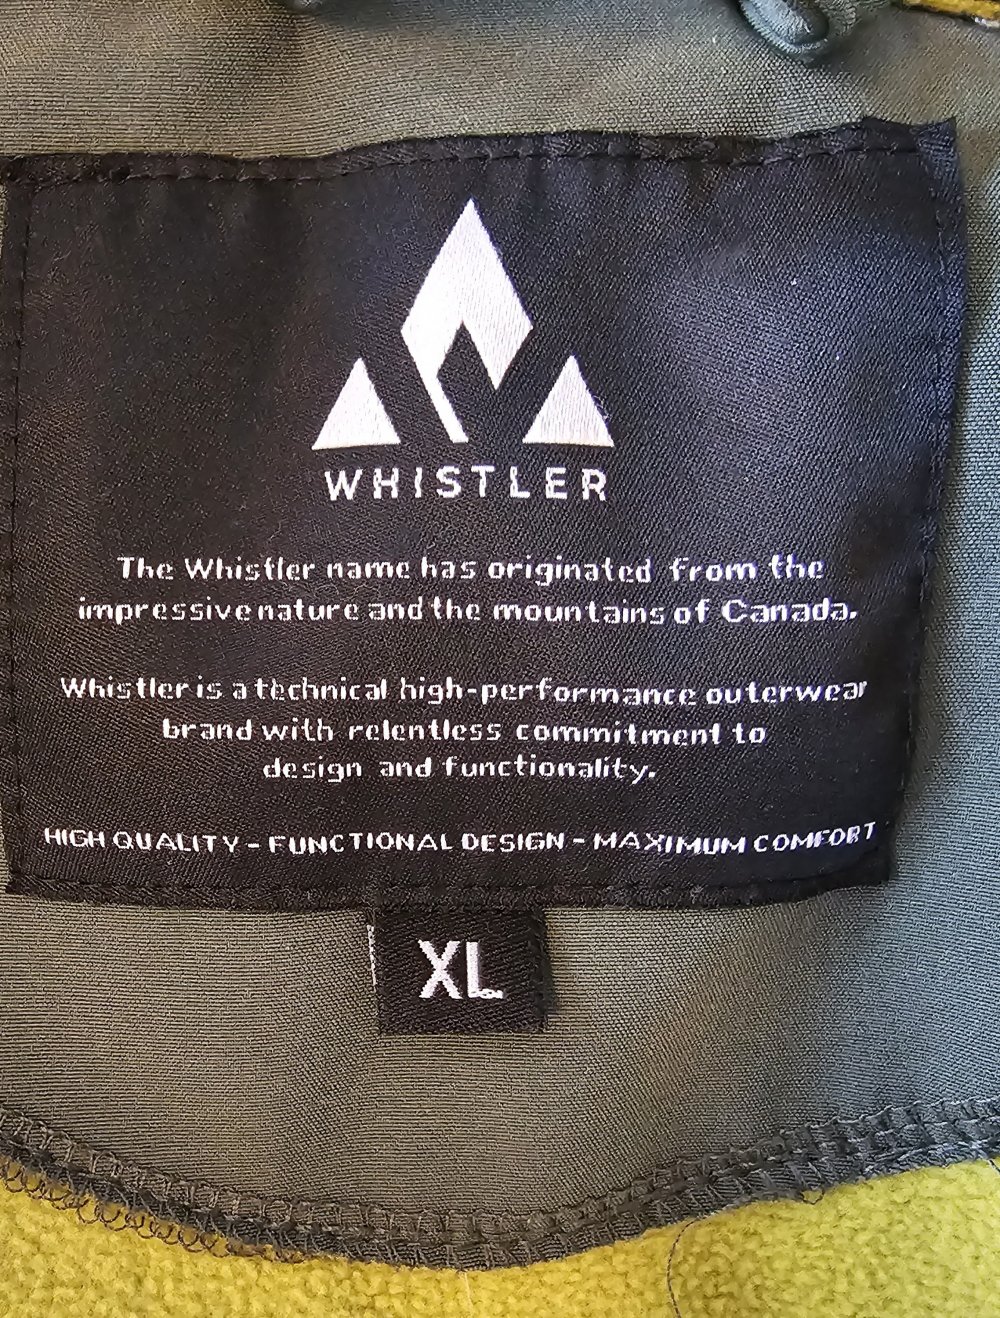 WHISTLER
The Whistler name has originated from the
impressive nature and the mountains of Canada.
Whistler is a technical high-performance outerwear
brand with relentless commitment to
design and functionality.
HIGH QUALITY - FUNCTIONAL DESIGN - MAXIMUM COMFORT
XL